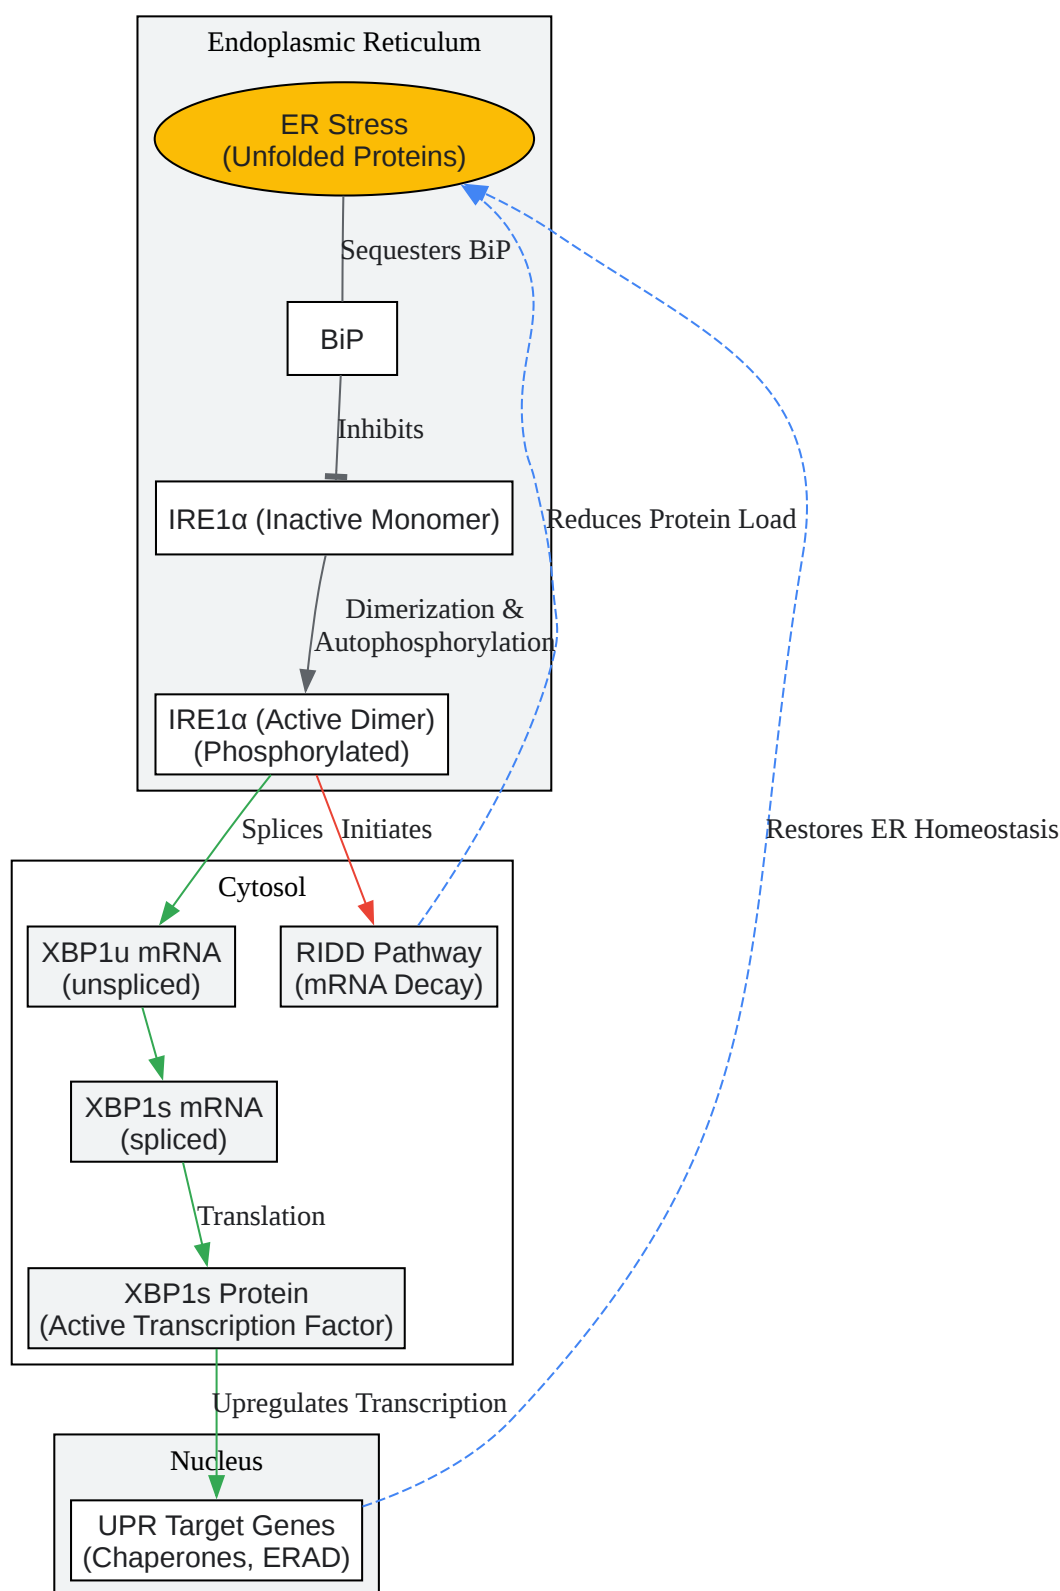 Endoplasmic Reticulum
ER Stress
(Unfolded Proteins)
Sequesters BiP
BiP
Inhibits
IRE1α (Inactive Monomer)
Reduces Protein Load
Dimerization &
Autophosphorylation
IRE1α (Active Dimer)
(Phosphorylated)
Splices
Initiates
Restores ER Homeostasis
Cytosol
XBP1u mRNA
(unspliced)
RIDD Pathway
(mRNA Decay)
XBP1s mRNA
(spliced)
Translation
XBP1s Protein
(Active Transcription Factor)
Upregulates Transcription
Nucleus
UPR Target Genes
(Chaperones, ERAD)